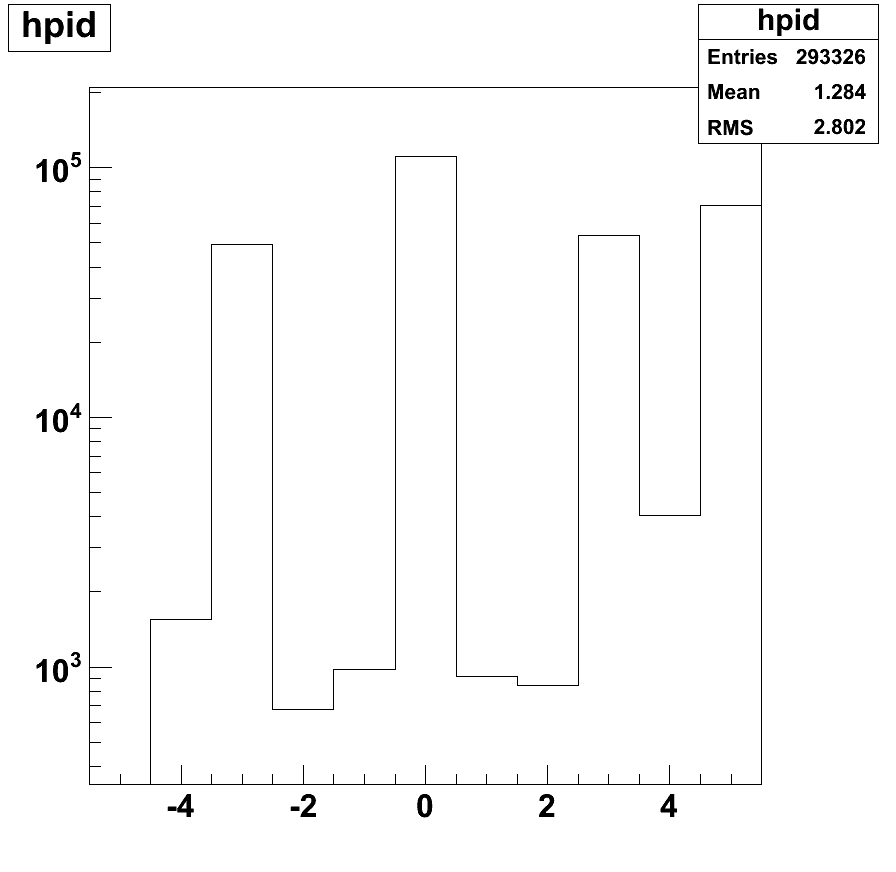 hpid
hpid
Entries 293326
Mean 1.284
RMS 2.802
10^5
10^4
10^3
-4 -2 0 2 4